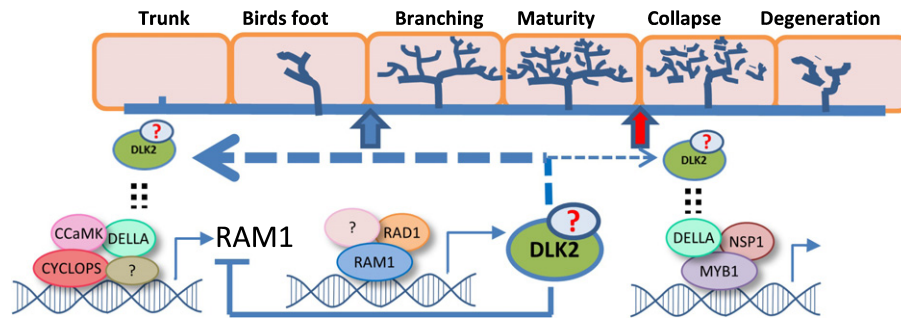 Trunk Birds foot Branching Maturity Collapse Degeneration
?
DLK2
?
DLK2
CCaMK DELLA
CYCLOPS ?
RAM1
? RAD1
RAM1
?
DLK2
DELLA NSP1
MYB1